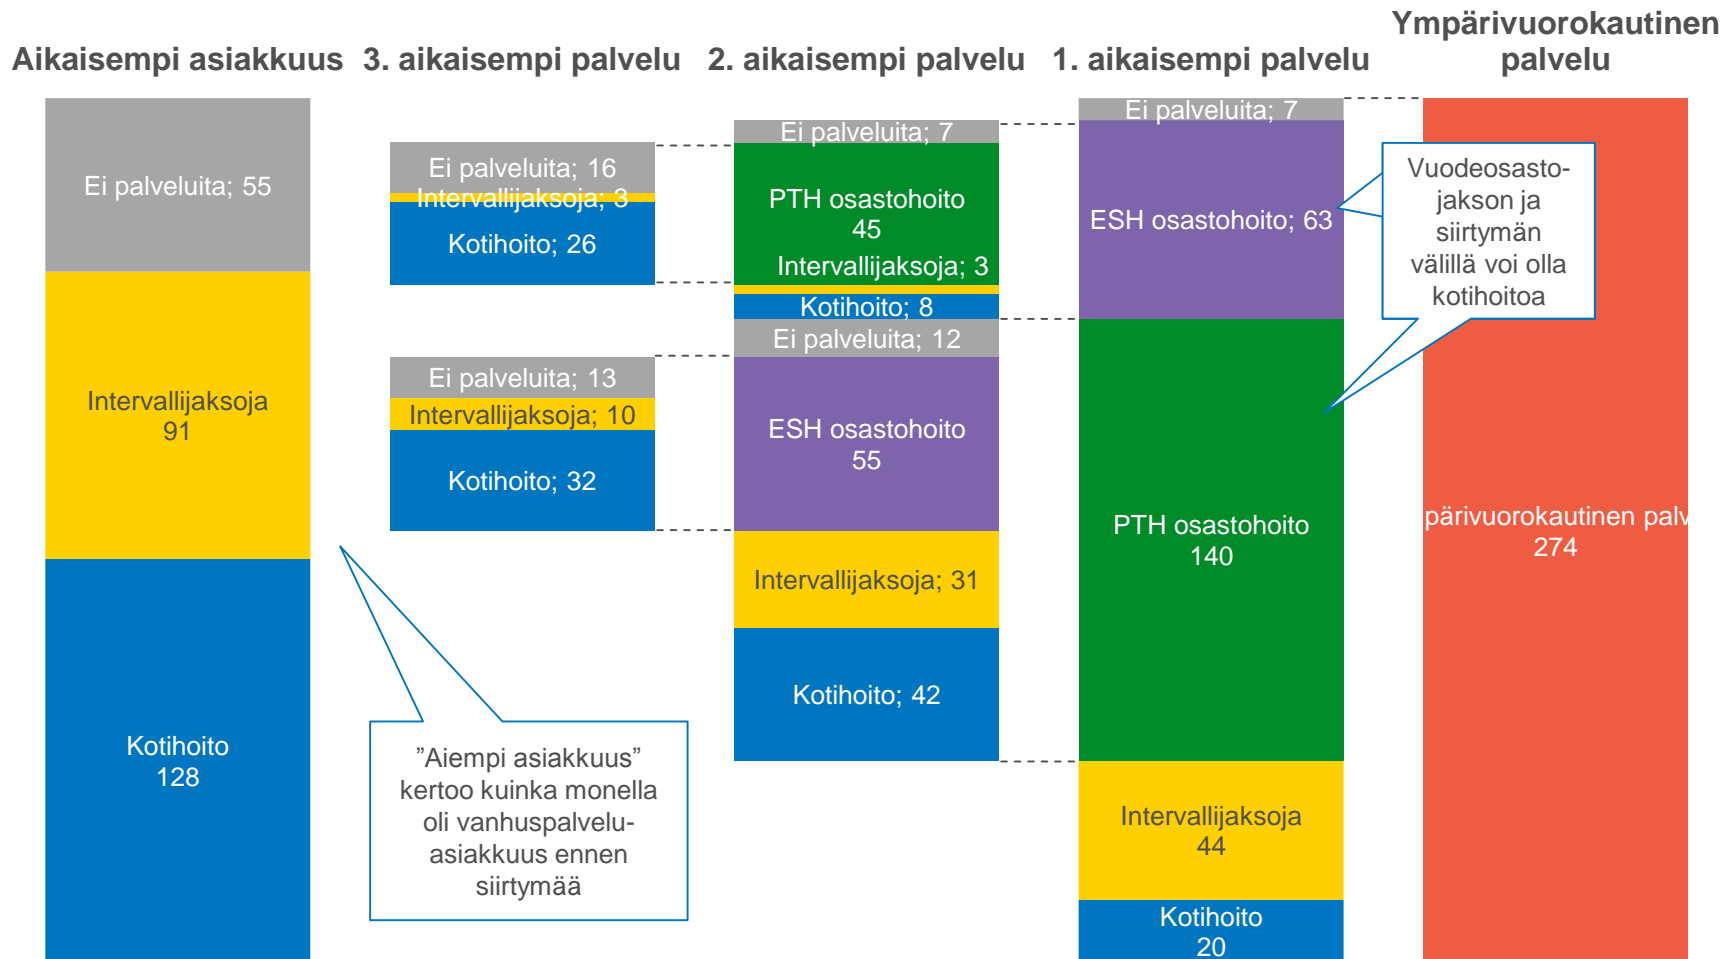 Aikaisempi asiakkuus
Ei palveluita; 55
Intervallijaksoja
91
Kotihoito
128
3. aikaisempi palvelu
Ei palveluita; 16
Intervallijaksoja; 3
Kotihoito; 26
Ei palveluita; 13
Intervallijaksoja; 10
Kotihoito; 32
"Aiempi asiakkuus”
kertoo kuinka monella
oli vanhuspalvelu-
asiakkuus ennen
siirtymää
2. aikaisempi palvelu
Ei palveluita; 7
PTH osastohoito
45
Intervallijaksoja; 3
Kotihoito; 8
Ei palveluita; 12
ESH osastohoito
55
Intervallijaksoja; 31
Kotihoito; 42
1. aikaisempi palvelu
Ei palveluita; 7
ESH osastohoito; 63
PTH osastohoito
140
Intervallijaksoja
44
Kotihoito
20
Vuodeosasto-
jakson ja
siirtymän
välillä voi olla
kotihoitoa
Ympärivuorokautinen
palvelu
pärivuorokautinen palv
274